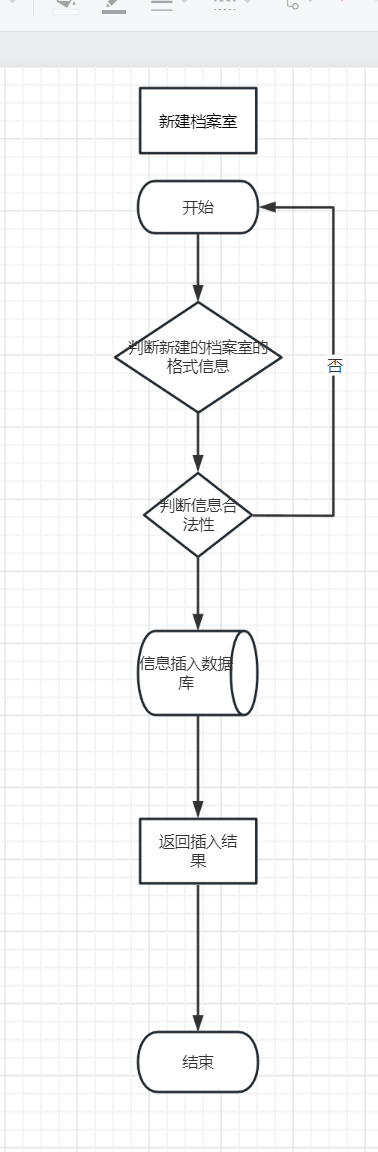 新建档案室
开始
判断新建的档案室的
格式信息
否
判断信息合
法性
信息插入数据
库
返回插入结
果
结束